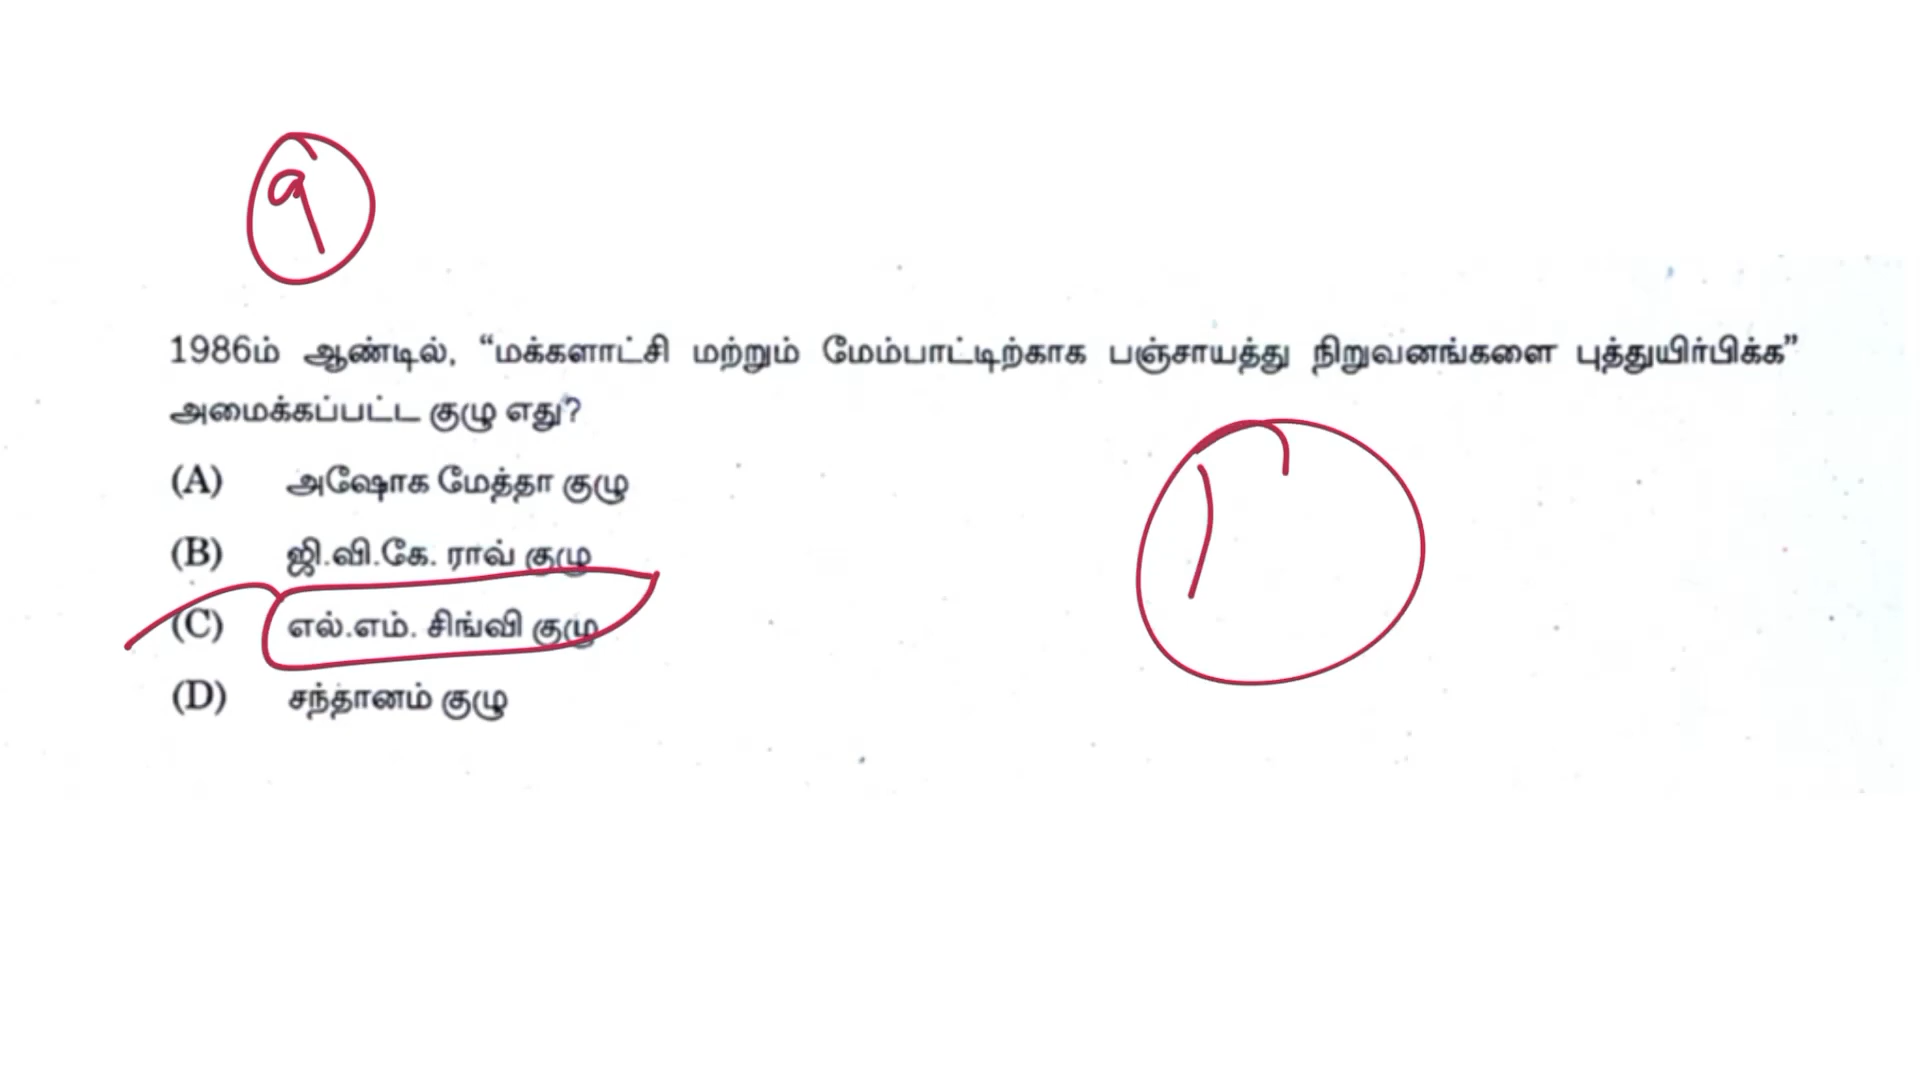 9
1986ம் ஆண்டில், “மக்களாட்சி மற்றும் மேம்பாட்டிற்காக பஞ்சாயத்து நிறுவனங்களை புத்துயிர்பிக்க”
அமைக்கப்பட்ட குழு எது?
(A) அஷோக மேத்தா குழு
(B) ஜி.வி.கே. ராவ் குழு
(C) எல்.எம். சிங்வி குழு
(D) சந்தானம் குழு